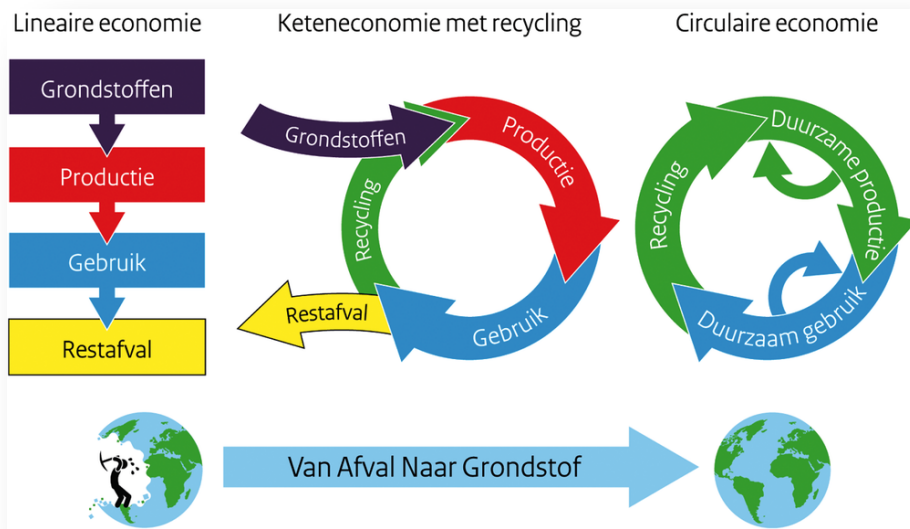 Lineaire economie
Keteneconomie met recycling
Circulaire economie
Grondstoffen
Productie
Gebruik
Restafval
Grondstoffen
Productie
Recycling
Restafval
Gebruik
Recycling
Duurzame productie
Duurzaam gebruik
Van Afval Naar Grondstof